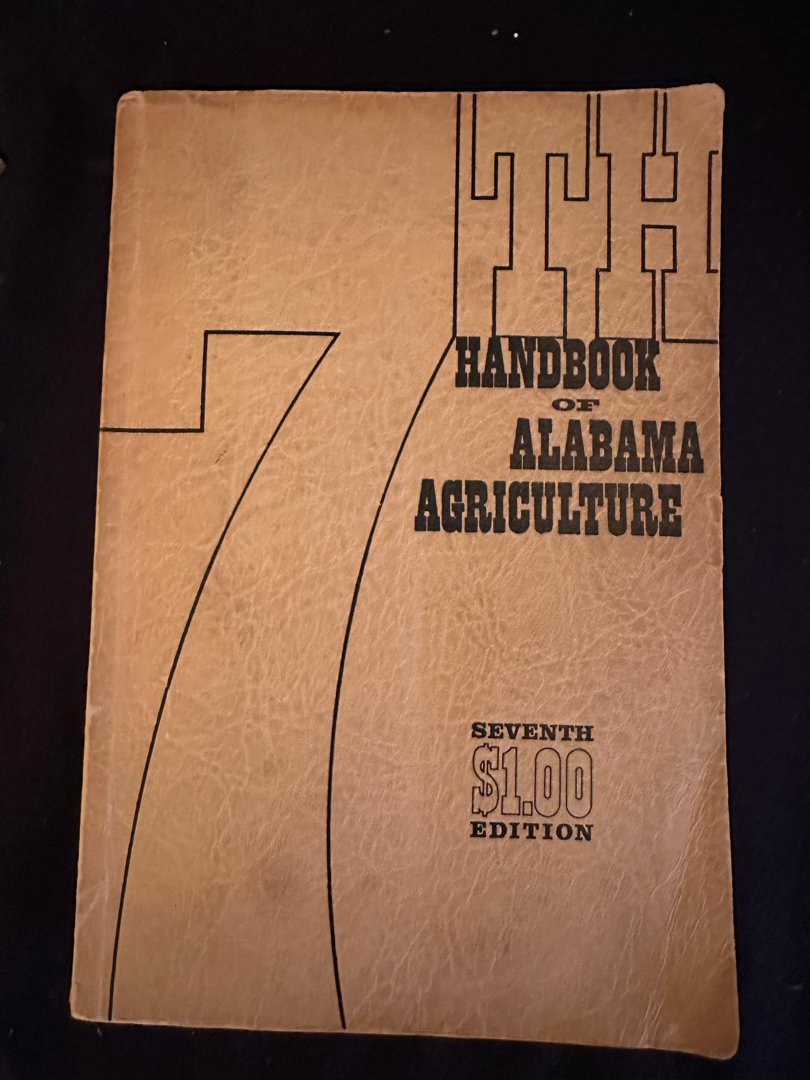 7TH
HANDBOOK
OF
ALABAMA
AGRICULTURE
SEVENTH
$1.00
EDITION